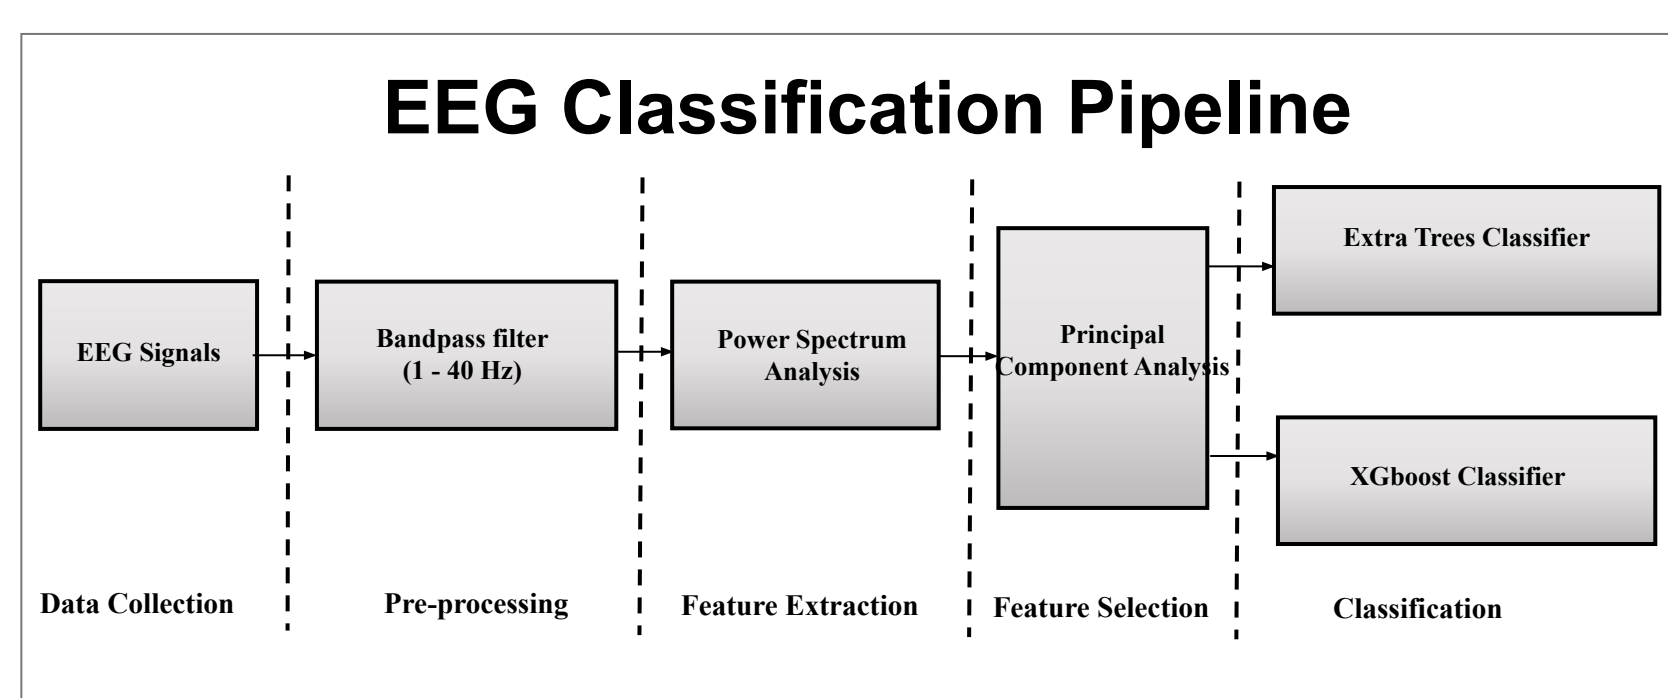 EEG Classification Pipeline
EEG Signals
Bandpass filter
(1 - 40 Hz)
Power Spectrum
Analysis
Principal
Component Analysis
Extra Trees Classifier
XGboost Classifier
Data Collection
Pre-processing
Feature Extraction
Feature Selection
Classification